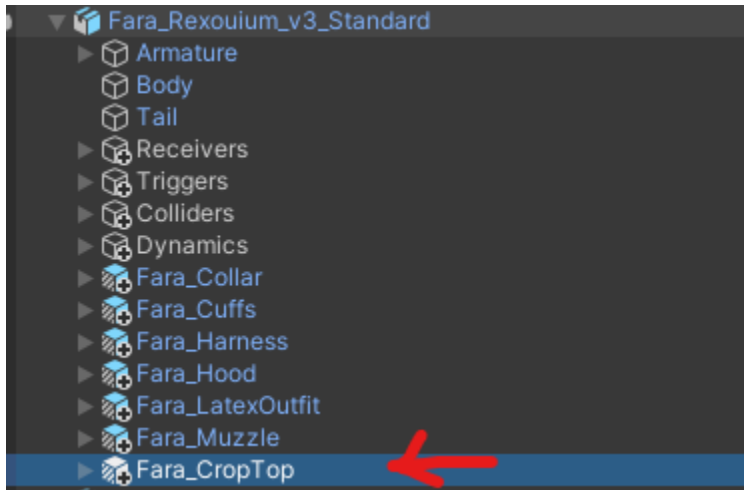 Fara_Rexouium_v3_Standard
Armature
Body
Tail
Receivers
Triggers
Colliders
Dynamics
Fara_Collar
Fara_Cuffs
Fara_Harness
Fara_Hood
Fara_LatexOutfit
Fara_Muzzle
Fara_CropTop